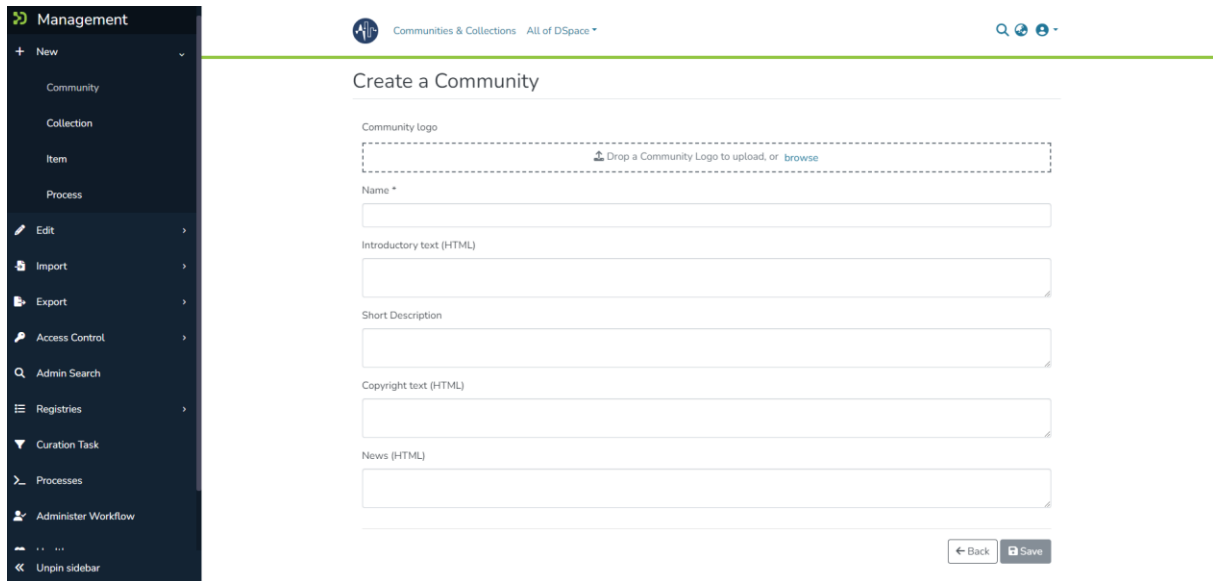 Management
New
Community
Collection
Item
Process
Edit
Import
Export
Access Control
Admin Search
Registries
Curation Task
Processes
Administer Workflow
Unpin sidebar
Communities & Collections All of DSpace
Create a Community
Community logo
Drop a Community Logo to upload, or browse
Name *
Introductory text (HTML)
Short Description
Copyright text (HTML)
News (HTML)
Back Save